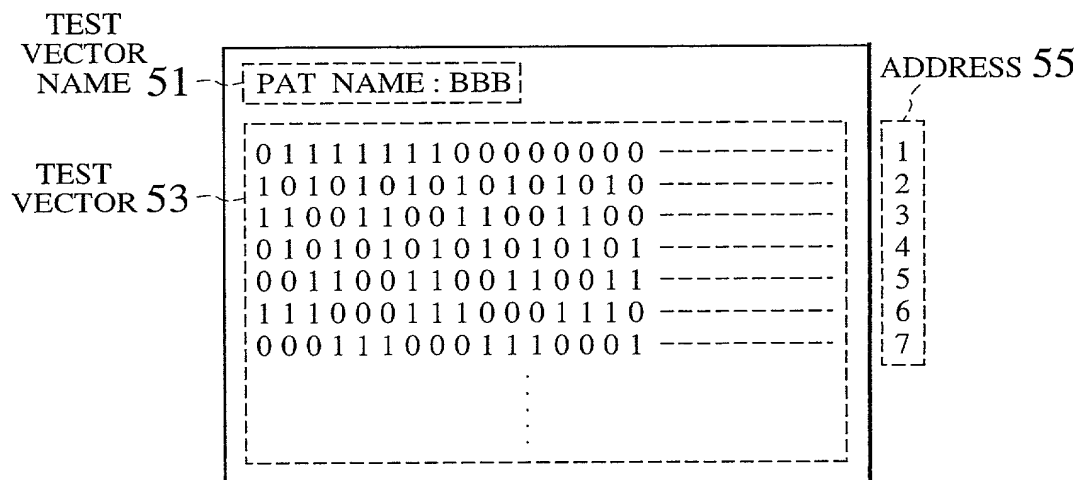 TEST
VECTOR
NAME 51
PAT NAME : BBB
ADDRESS 55
TEST
VECTOR 53
0 1 1 1 1 1 1 1 0 0 0 0 0 0 0 0 1
1 0 1 0 1 0 1 0 1 0 1 0 1 0 1 0 2
1 1 0 0 1 1 0 0 1 1 0 0 1 1 0 0 3
0 1 0 1 0 1 0 1 0 1 0 1 0 1 0 1 4
0 0 1 1 0 0 1 1 0 0 1 1 0 0 1 1 5
1 1 1 0 0 0 1 1 1 0 0 0 1 1 1 0 6
0 0 0 1 1 1 0 0 0 1 1 1 0 0 0 1 7